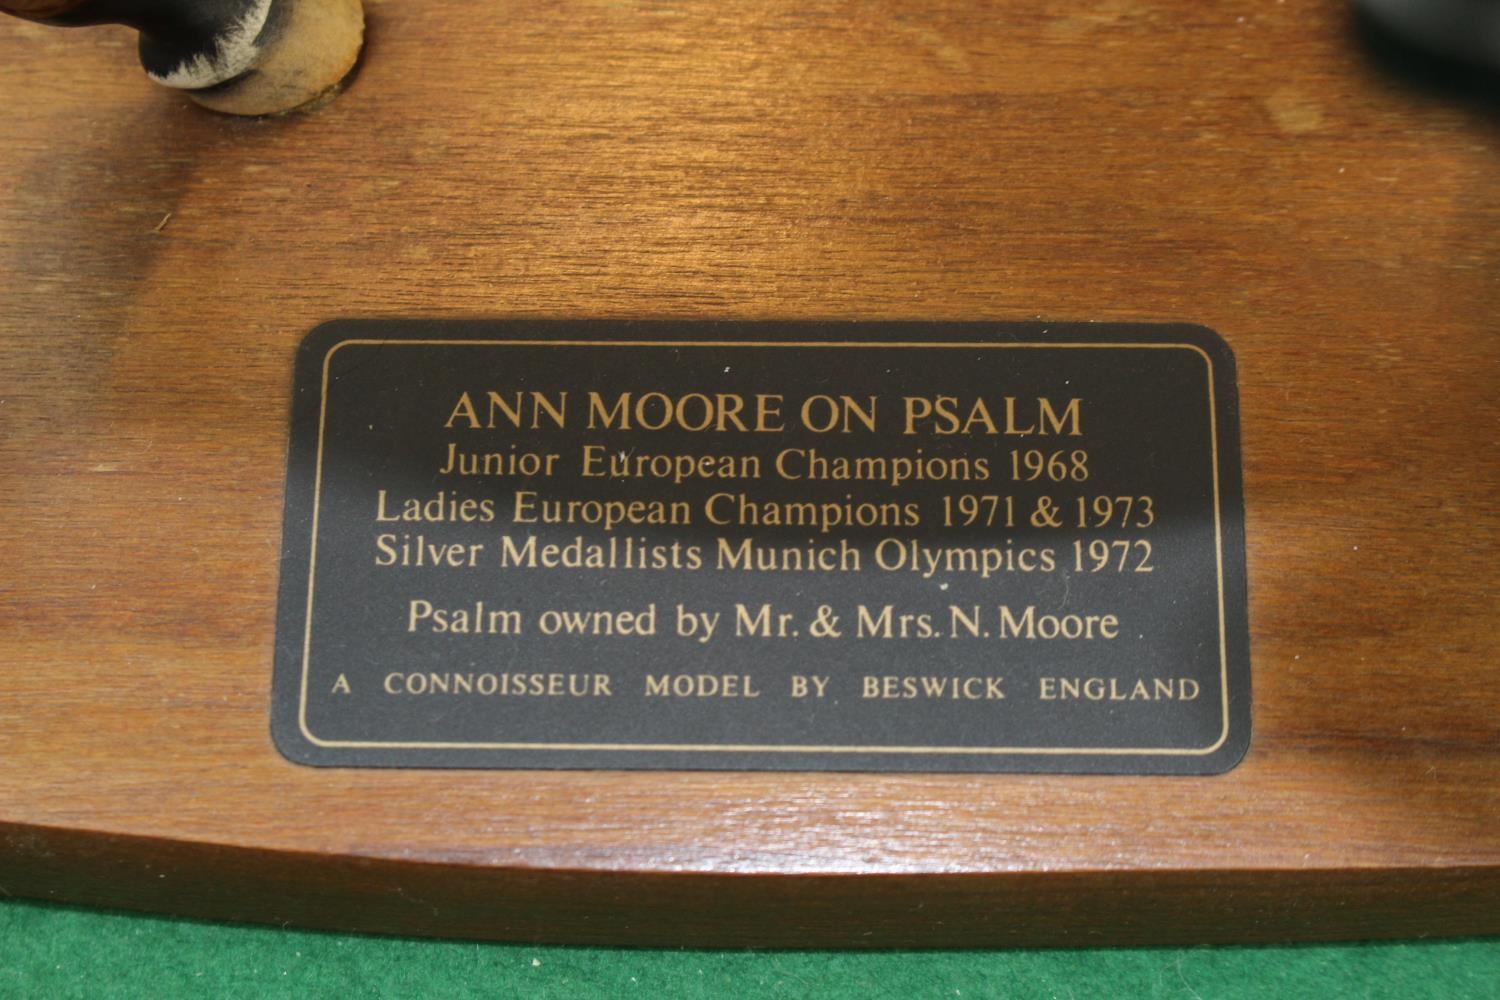 ANN MOORE ON PSALM
Junior European Champions 1968
Ladies European Champions 1971 & 1973
Silver Medallists Munich Olympics 1972
Psalm owned by Mr. & Mrs. N. Moore
A CONNOISSEUR MODEL BY BESWICK ENGLAND